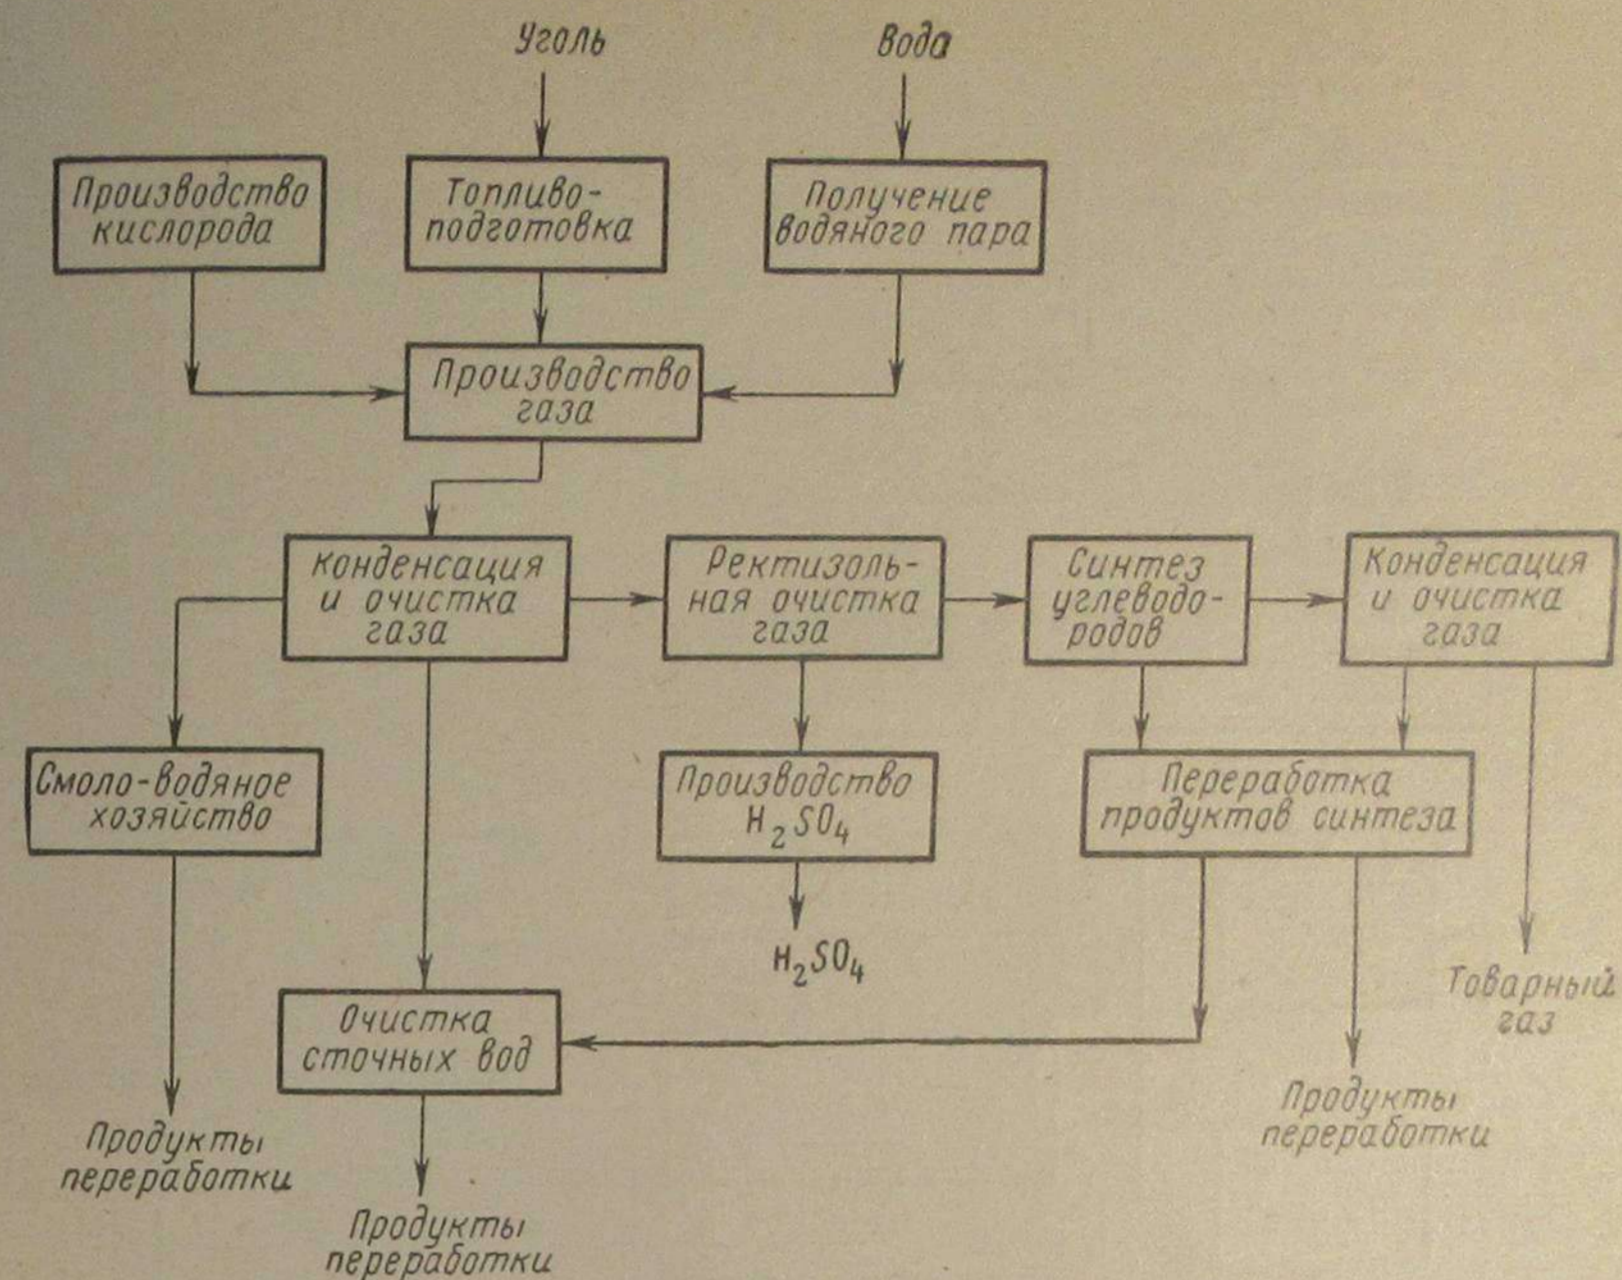 Уголь
Вода
Производство
кислорода
Топливо-
подготовка
Получение
водяного пара
Производство
газа
Конденсация
и очистка
газа
Ректизоль-
ная очистка
газа
Синтез
углеводо-
родов
Конденсация
и очистка
газа
Смоло-водяное
хозяйство
Производство
H₂SO₄
Переработка
продуктов синтеза
H₂SO₄
Товарный
газ
Очистка
сточных вод
Продукты
переработки
Продукты
переработки
Продукты
переработки